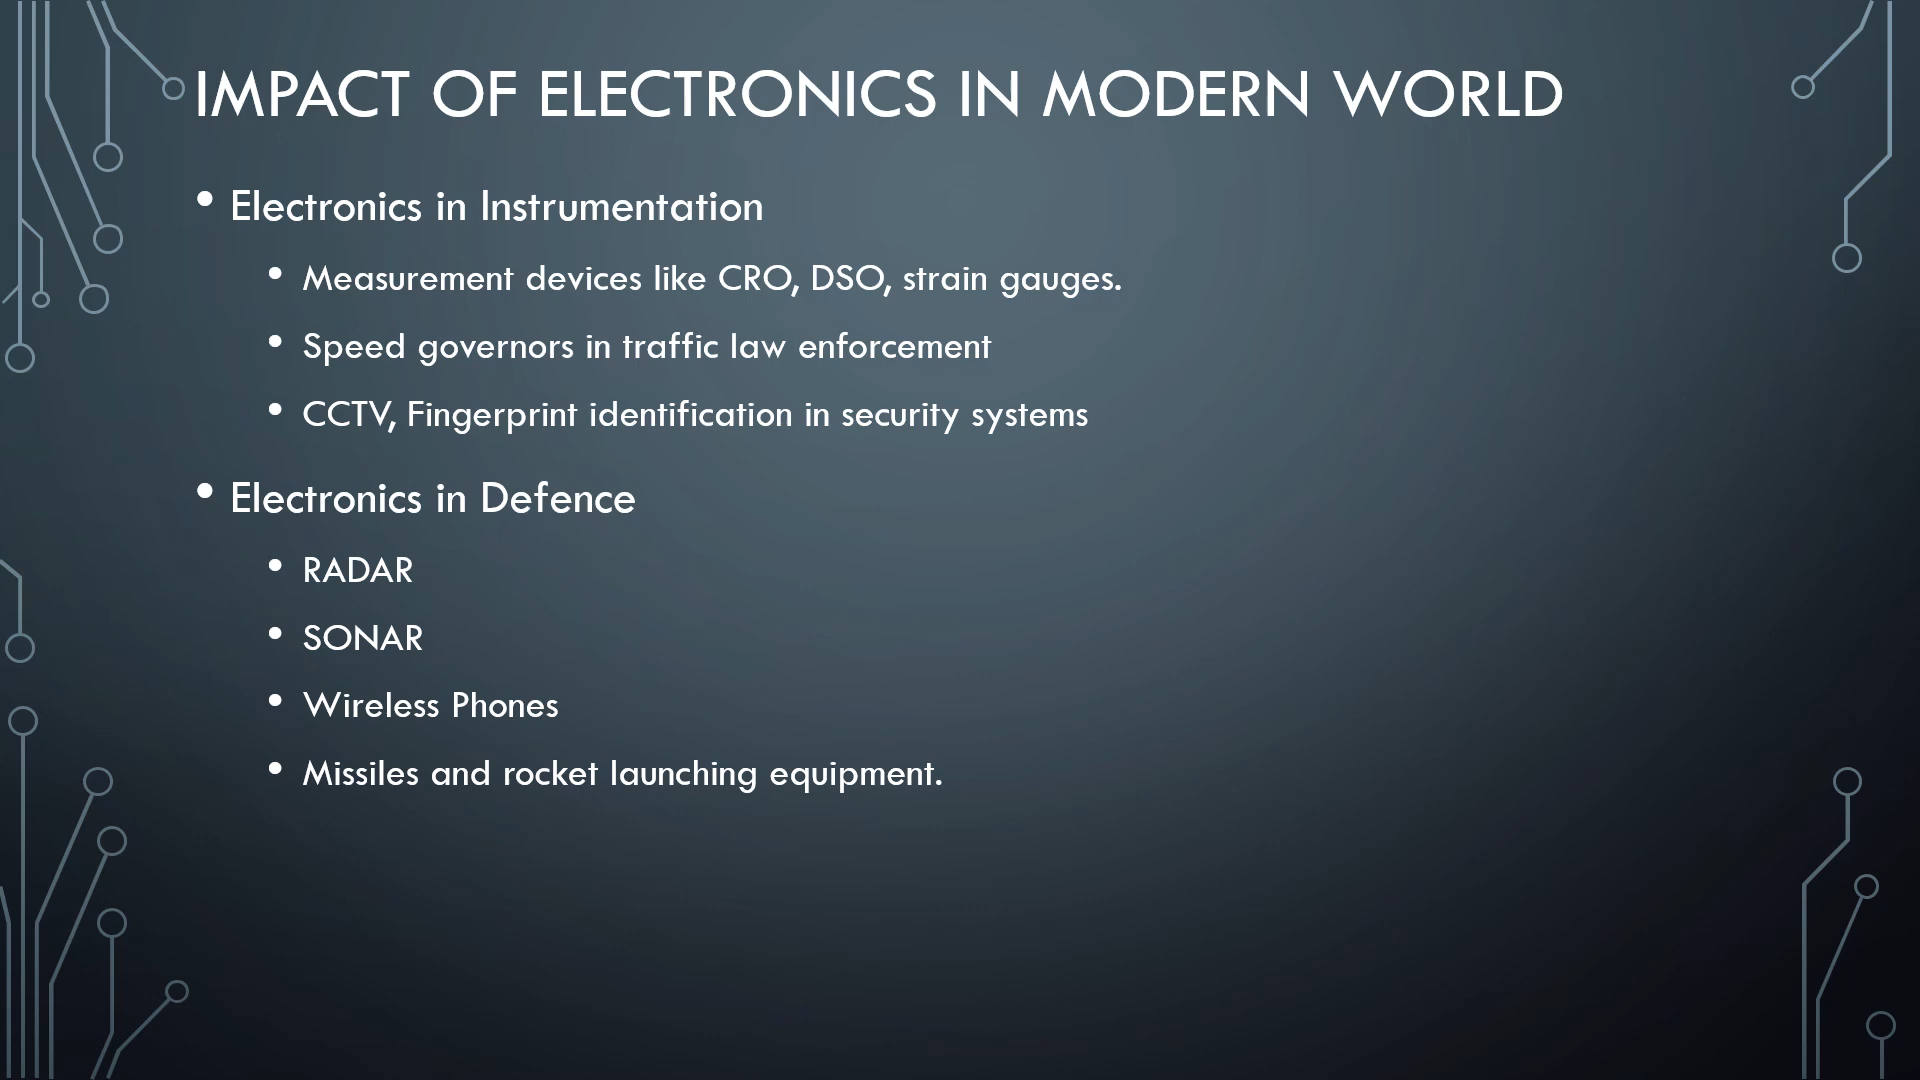 IMPACT OF ELECTRONICS IN MODERN WORLD
• Electronics in Instrumentation
• Measurement devices like CRO, DSO, strain gauges.
• Speed governors in traffic law enforcement
• CCTV, Fingerprint identification in security systems
• Electronics in Defence
• RADAR
• SONAR
• Wireless Phones
• Missiles and rocket launching equipment.